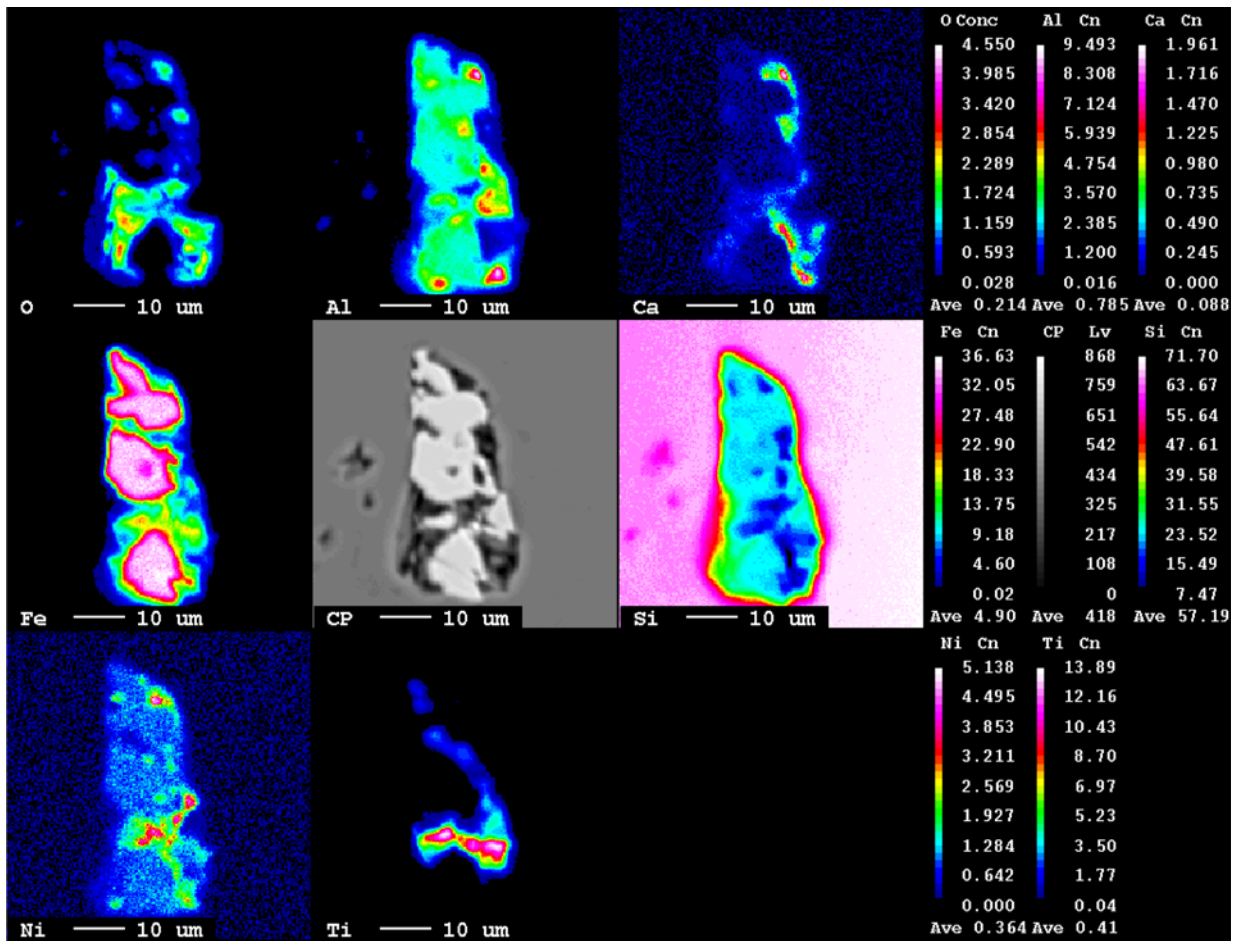 O Conc Al Cn Ca Cn
4.550 9.493 1.961
3.985 8.308 1.716
3.420 7.124 1.470
2.854 5.939 1.225
2.289 4.754 0.980
1.724 3.570 0.735
1.159 2.385 0.490
0.593 1.200 0.245
0.028 0.016 0.000
O 10 um Al 10 um Ca 10 um Ave 0.214 Ave 0.785 Ave 0.088
Fe Cn CP Lv Si Cn
36.63 868 71.70
32.05 759 63.67
27.48 651 55.64
22.90 542 47.61
18.33 434 39.58
13.75 325 31.55
9.18 217 23.52
4.60 108 15.49
0.02 0 7.47
Fe 10 um CP 10 um Si 10 um Ave 4.90 Ave 418 Ave 57.19
Ni Cn Ti Cn
5.138 13.89
4.495 12.16
3.853 10.43
3.211 8.70
2.569 6.97
1.927 5.23
1.284 3.50
0.642 1.77
0.000 0.04
Ni 10 um Ti 10 um Ave 0.364 Ave 0.41